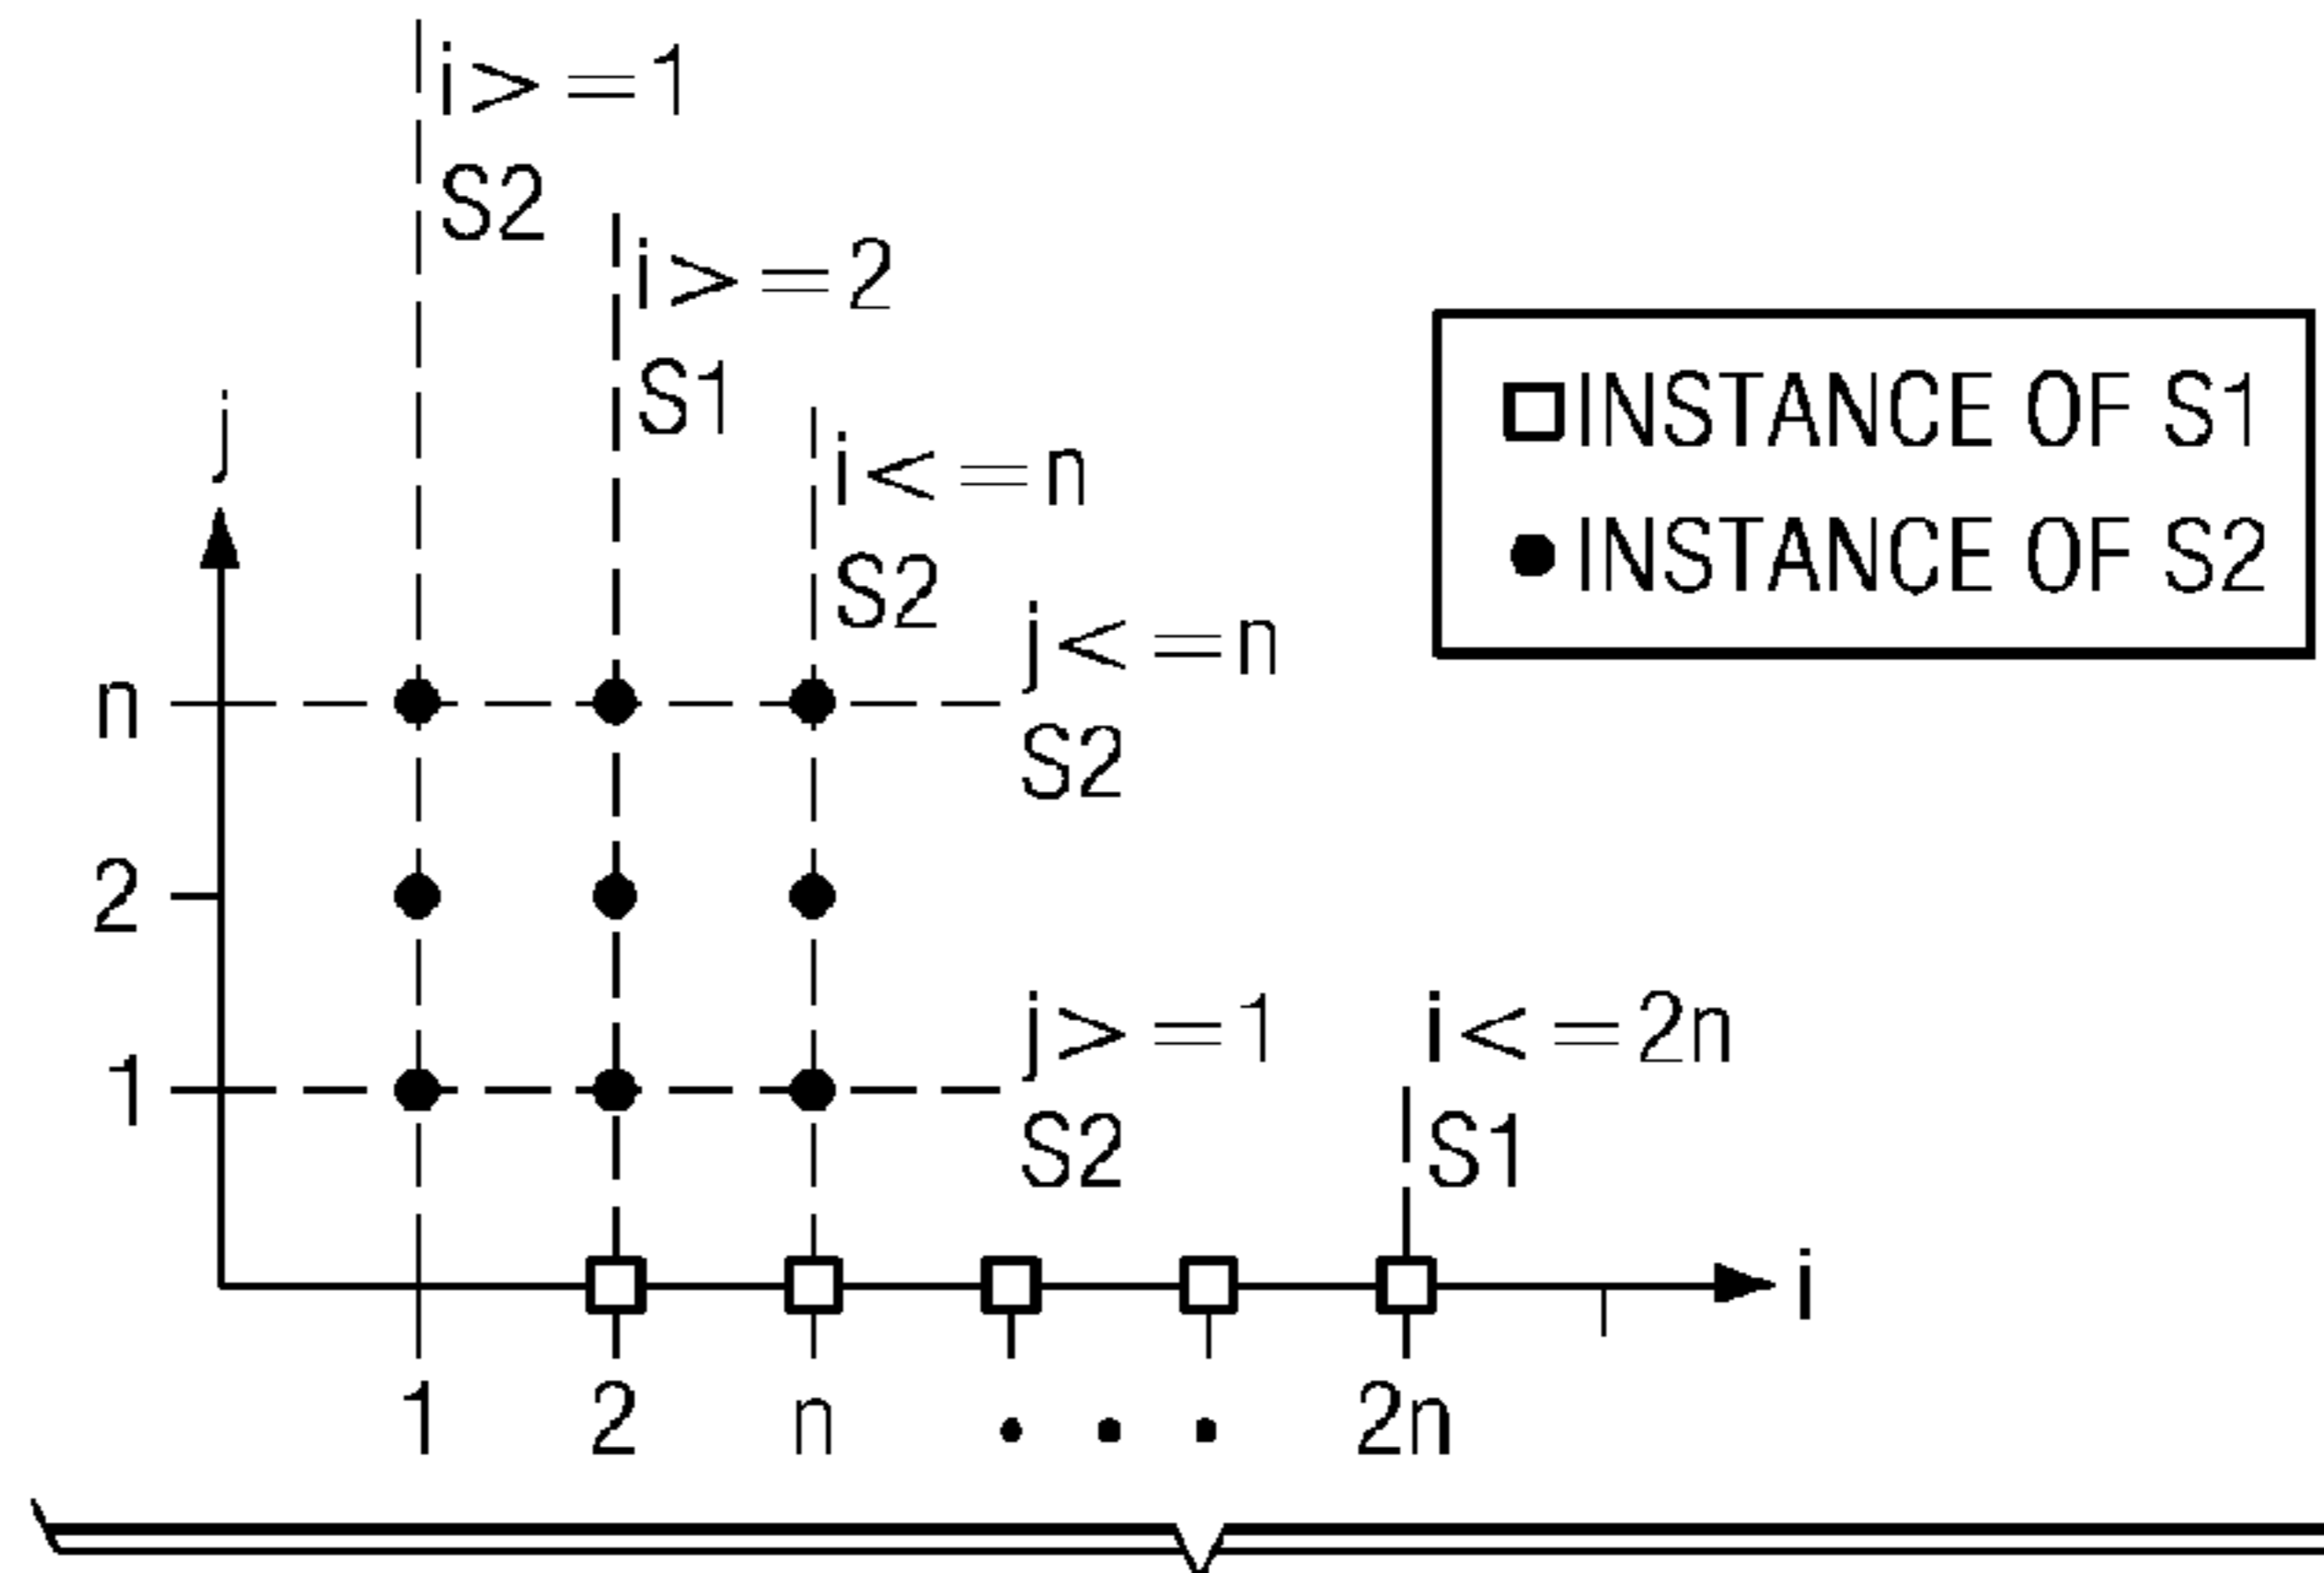 i>=1
S2
i>=2
S1
i<=n
S2
j<=n
S2
j
n
2
1
j>=1
S2
i<=2n
S1
i
1 2 n . . . 2n
INSTANCE OF S1
INSTANCE OF S2